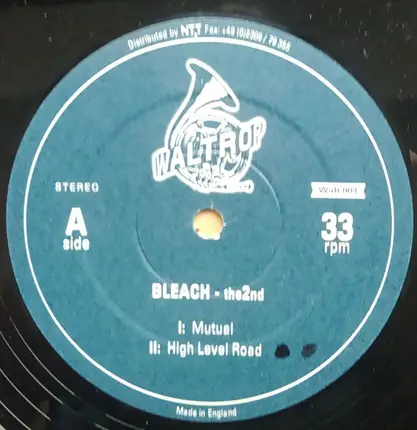 Distributed by NTT Fax: +49 (0)2309 / 79 358
WALTROP
STEREO
A
side
33
rpm
BLEACH - the2nd
I: Mutual
II: High Level Road
Made in England